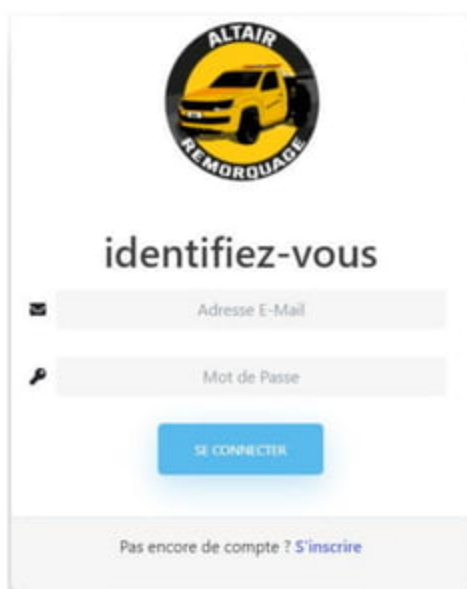 ALTAIR
REMORQUAGE
identifiez-vous
Adresse E-Mail
Mot de Passe
SE CONNECTER
Pas encore de compte ? S'inscrire